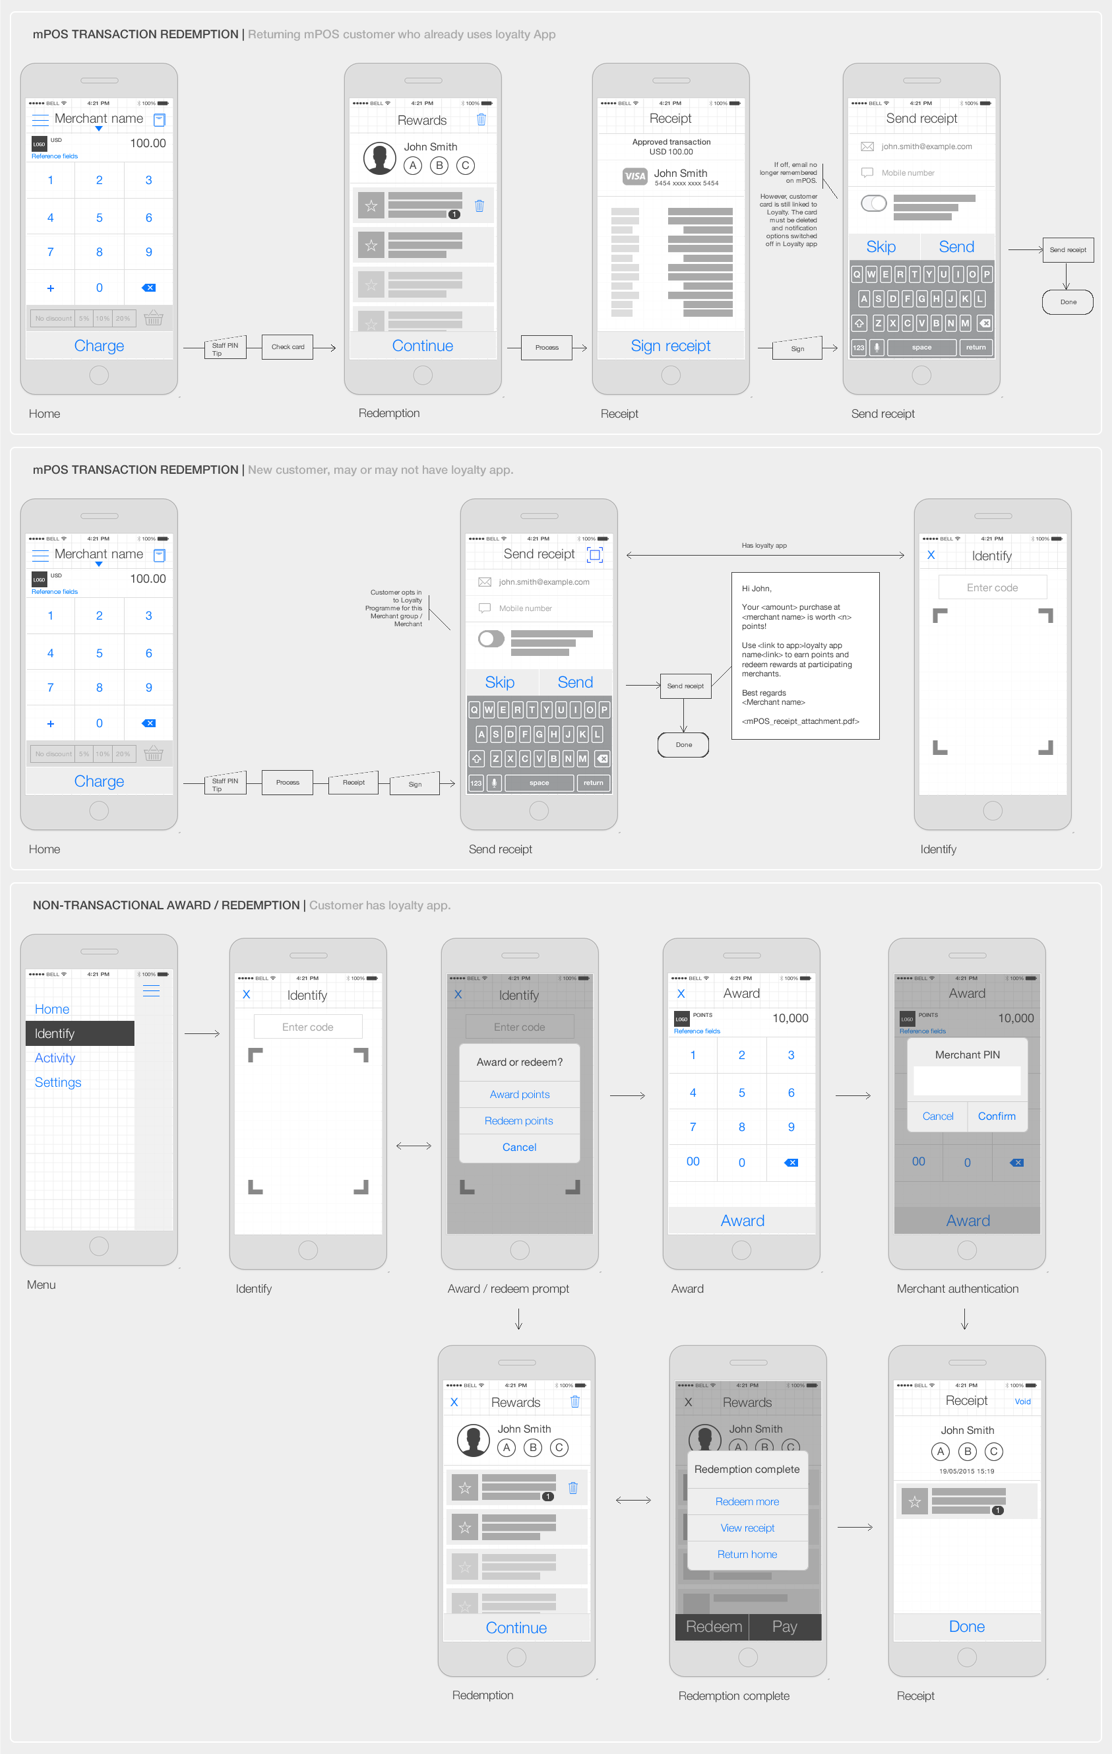 mPOS TRANSACTION REDEMPTION | Returning mPOS customer who already uses loyalty App
BELL 4:21 PM 100%
Merchant name
LOGO USD 100.00
Reference fields
1 2 3
4 5 6
7 8 9
+ 0
No discount 5% 10% 20%
Charge
Home
Staff PIN
Tip
Check card
BELL 4:21 PM 100%
Rewards
John Smith
A B C
1
Continue
Redemption
Process
BELL 4:21 PM 100%
Receipt
Approved transaction
USD 100.00
VISA John Smith
5454 xxxx xxxx 5454
Sign receipt
Receipt
Sign
If off, email no
longer remembered
on mPOS.
However, customer
card is still linked to
Loyalty. The card
must be deleted
and notification
options switched
off in Loyalty app
BELL 4:21 PM 100%
Send receipt
john.smith@example.com
Mobile number
Skip Send
Q W E R T Y U I O P
A S D F G H J K L
Z X C V B N M
123 space return
Send receipt
Send receipt
Done
mPOS TRANSACTION REDEMPTION | New customer, may or may not have loyalty app.
BELL 4:21 PM 100%
Merchant name
LOGO USD 100.00
Reference fields
1 2 3
4 5 6
7 8 9
+ 0
No discount 5% 10% 20%
Charge
Home
Staff PIN
Tip
Process
Receipt
Sign
Customer opts in
to Loyalty
Programme for this
Merchant group /
Merchant
BELL 4:21 PM 100%
Send receipt
john.smith@example.com
Mobile number
Skip Send
Q W E R T Y U I O P
A S D F G H J K L
Z X C V B N M
123 space return
Send receipt
Send receipt
Done
Has loyalty app
Hi John,
Your <amount> purchase at
<merchant name> is worth <n>
points!
Use <link to app>loyalty app
name<link> to earn points and
redeem rewards at participating
merchants.
Best regards
<Merchant name>
<mPOS_receipt_attachment.pdf>
BELL 4:21 PM 100%
X Identify
Enter code
Identify
NON-TRANSACTIONAL AWARD / REDEMPTION | Customer has loyalty app.
BELL 4:21 PM 100%
Home
Identify
Activity
Settings
Menu
BELL 4:21 PM 100%
X Identify
Enter code
Identify
BELL 4:21 PM 100%
X Identify
Enter code
Award or redeem?
Award points
Redeem points
Cancel
Award / redeem prompt
BELL 4:21 PM 100%
X Award
LOGO POINTS 10,000
Reference fields
1 2 3
4 5 6
7 8 9
00 0
Award
Award
BELL 4:21 PM 100%
Award
LOGO POINTS 10,000
Reference fields
Merchant PIN
Cancel Confirm
00 0
Award
Merchant authentication
BELL 4:21 PM 100%
X Rewards
John Smith
A B C
1
Continue
Redemption
BELL 4:21 PM 100%
X Rewards
John Smith
A B C
Redemption complete
Redeem more
View receipt
Return home
Redeem Pay
Redemption complete
BELL 4:21 PM 100%
Receipt Void
John Smith
A B C
19/05/2015 15:19
1
Done
Receipt